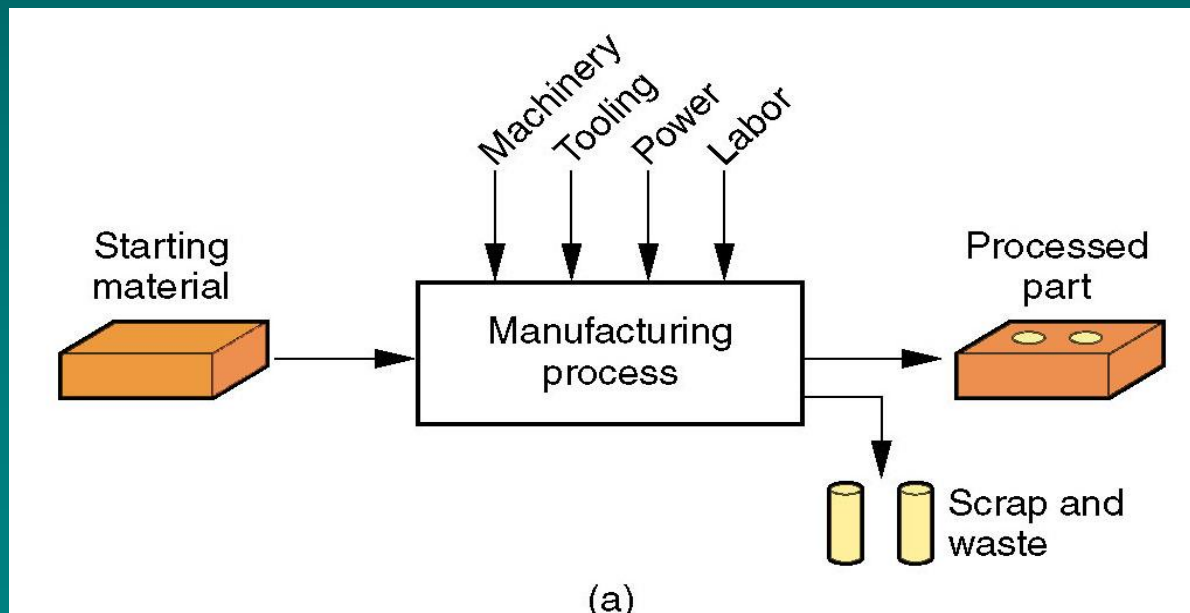 Machinery
Tooling
Power
Labor
Starting
material
Manufacturing
process
Processed
part
Scrap and
waste
(a)